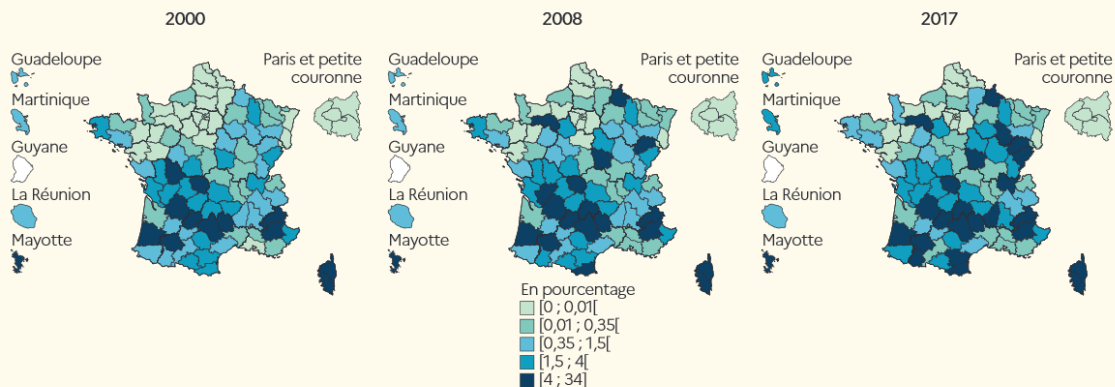 2000
Guadeloupe
Martinique
Guyane
La Réunion
Mayotte
Paris et petite
couronne
2008
Guadeloupe
Martinique
Guyane
La Réunion
Mayotte
Paris et petite
couronne
2017
Guadeloupe
Martinique
Guyane
La Réunion
Mayotte
Paris et petite
couronne
En pourcentage
[0 ; 0,01[
[0,01 ; 0,35[
[0,35 ; 1,5[
[1,5 ; 4[
[4 ; 34]